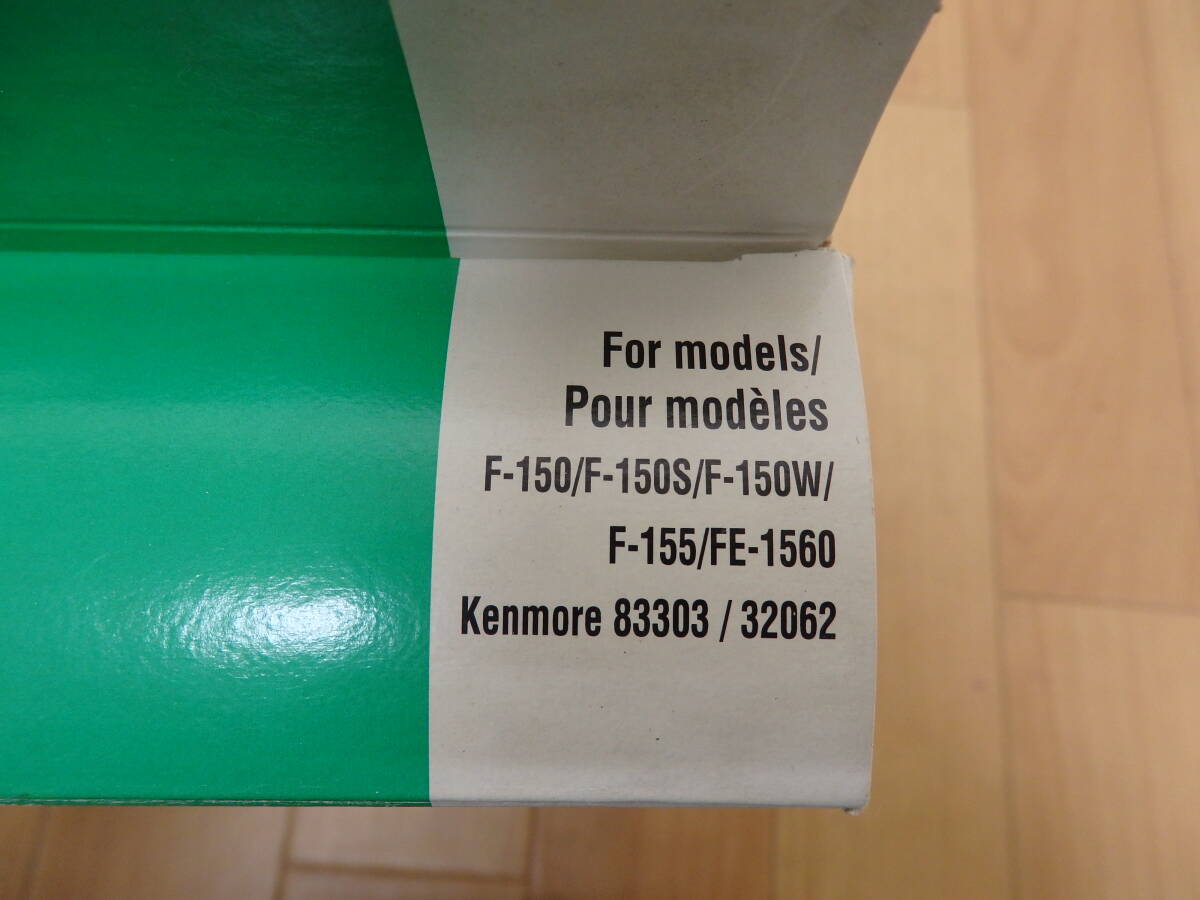 For models/
Pour modèles
F-150/F-150S/F-150W/
F-155/FE-1560
Kenmore 83303 / 32062